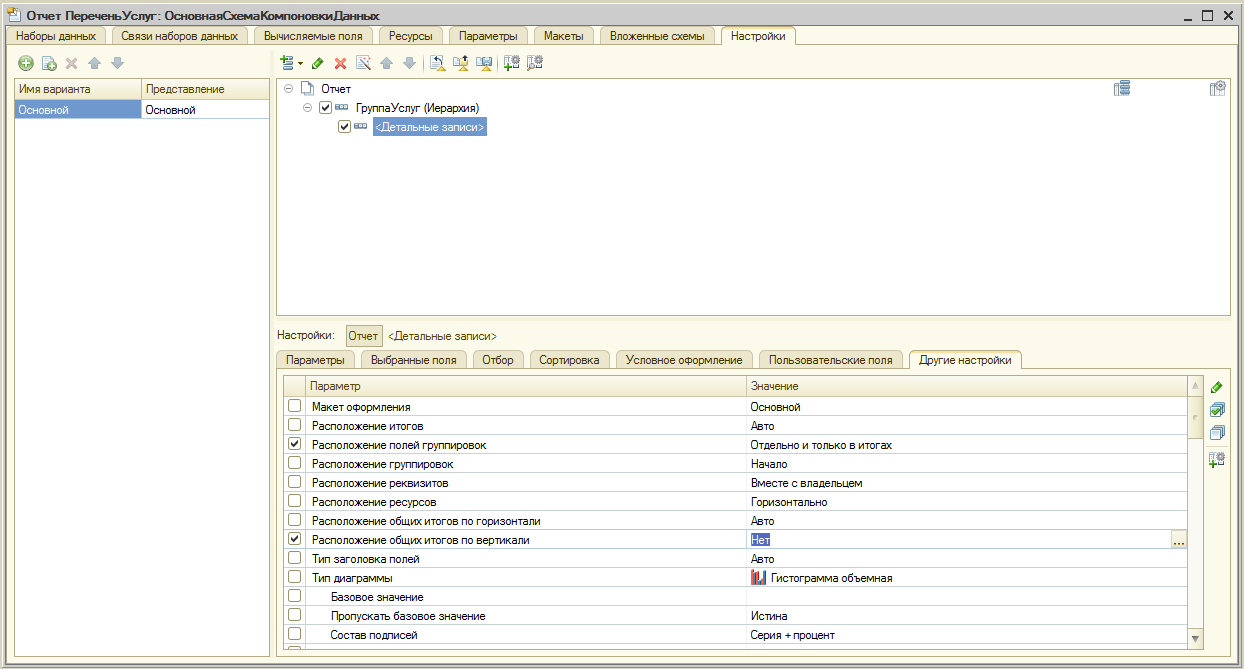 Отчет ПереченьУслуг: ОсновнаяСхемаКомпоновкиДанных
Наборы данных Связи наборов данных Вычисляемые поля Ресурсы Параметры Макеты Вложенные схемы Настройки
Имя варианта Представление
Основной Основной
Отчет
ГруппаУслуг (Иерархия)
<Детальные записи>
Настройки: Отчет <Детальные записи>
Параметры Выбранные поля Отбор Сортировка Условное оформление Пользовательские поля Другие настройки
Параметр Значение
Макет оформления Основной
Расположение итогов Авто
Расположение полей группировок Отдельно и только в итогах
Расположение группировок Начало
Расположение реквизитов Вместе с владельцем
Расположение ресурсов Горизонтально
Расположение общих итогов по горизонтали Авто
Расположение общих итогов по вертикали Нет ...
Тип заголовка полей Авто
Тип диаграммы Гистограмма объемная
Базовое значение
Пропускать базовое значение Истина
Состав подписей Серия + процент